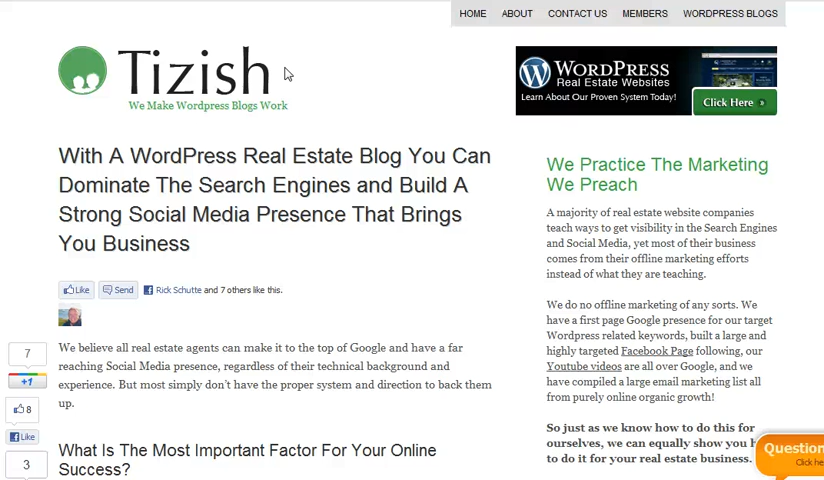 HOME ABOUT CONTACT US MEMBERS WORDPRESS BLOGS
Tizish
We Make Wordpress Blogs Work
WORDPRESS
Real Estate Websites
Learn About Our Proven System Today!
Click Here »
With A WordPress Real Estate Blog You Can
Dominate The Search Engines and Build A
Strong Social Media Presence That Brings
You Business
Like Send Rick Schutte and 7 others like this.
7
+1
8
Like
3
We believe all real estate agents can make it to the top of Google and have a far
reaching Social Media presence, regardless of their technical background and
experience. But most simply don't have the proper system and direction to back them
up.
What Is The Most Important Factor For Your Online
Success?
We Practice The Marketing
We Preach
A majority of real estate website companies
teach ways to get visibility in the Search Engines
and Social Media, yet most of their business
comes from their offline marketing efforts
instead of what they are teaching.
We do no offline marketing of any sorts. We
have a first page Google presence for our target
Wordpress related keywords, built a large and
highly targeted Facebook Page following, our
Youtube videos are all over Google, and we
have compiled a large email marketing list all
from purely online organic growth!
So just as we know how to do this for
ourselves, we can equally show you h
to do it for your real estate business.
Question
Click he